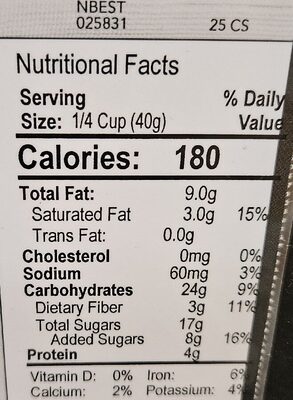 NBEST
025831 25 CS
Nutritional Facts
Serving % Daily
Size: 1/4 Cup (40g) Value
Calories: 180
Total Fat: 9.0g
Saturated Fat 3.0g 15%
Trans Fat: 0.0g
Cholesterol 0mg 0%
Sodium 60mg 3%
Carbohydrates 24g 9%
Dietary Fiber 3g 11%
Total Sugars 17g
Added Sugars 8g 16%
Protein 4g
Vitamin D: 0% Iron: 6%
Calcium: 2% Potassium: 4%